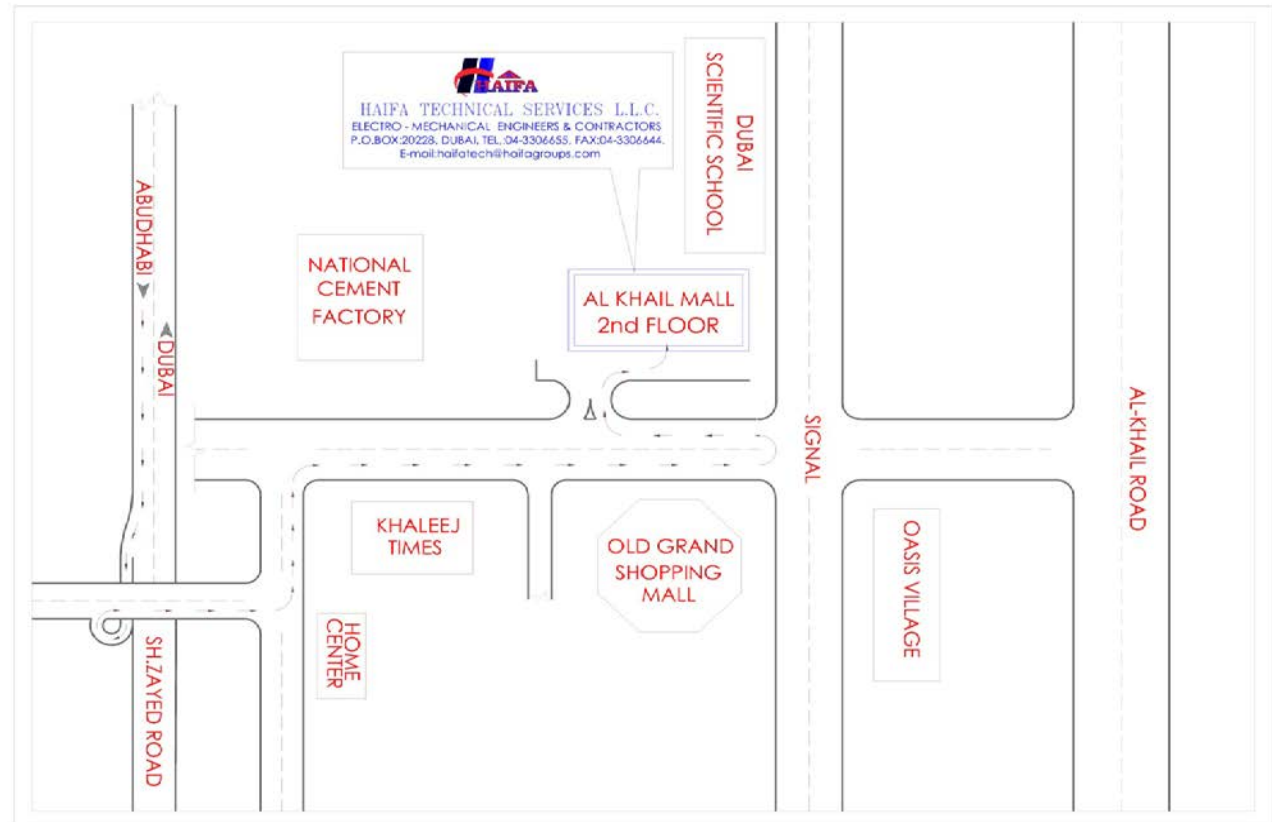 HAIFA
HAIFA TECHNICAL SERVICES L.L.C.
ELECTRO - MECHANICAL ENGINEERS & CONTRACTORS
P.O.BOX:20228, DUBAI, TEL.:04-3306655, FAX:04-3306644.
E-mail:haifatech@haifagroups.com
DUBAI
SCIENTIFIC SCHOOL
ABUDHABI
DUBAI
NATIONAL
CEMENT
FACTORY
AL KHAIL MALL
2nd FLOOR
SIGNAL
AL-KHAIL ROAD
KHALEEJ
TIMES
OLD GRAND
SHOPPING
MALL
OASIS VILLAGE
HOME
CENTER
SH.ZAYED ROAD